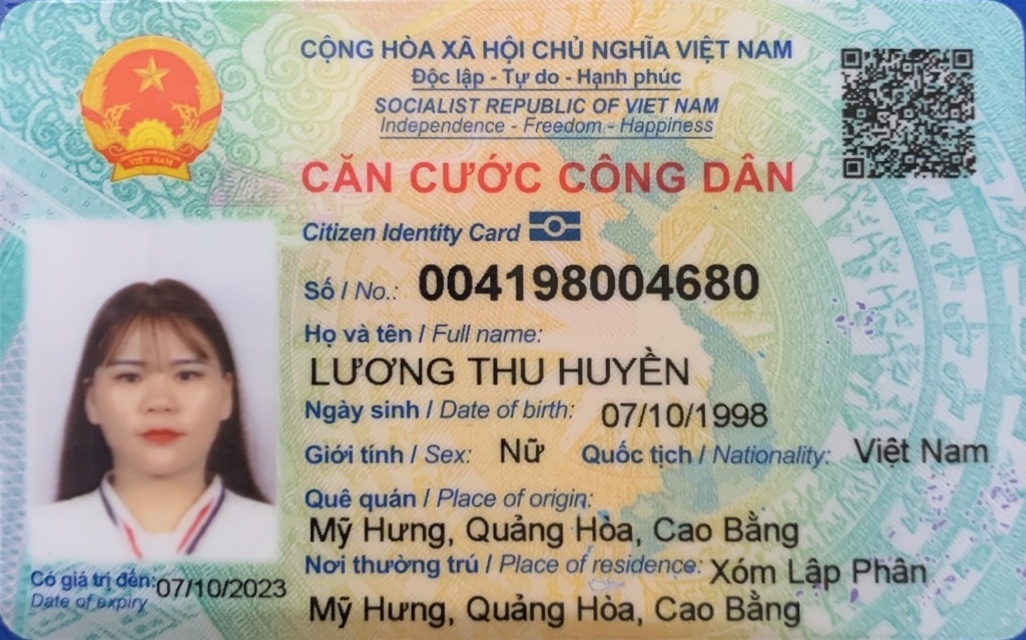 CỘNG HÒA XÃ HỘI CHỦ NGHĨA VIỆT NAM
Độc lập - Tự do - Hạnh phúc
SOCIALIST REPUBLIC OF VIET NAM
Independence - Freedom - Happiness
CĂN CƯỚC CÔNG DÂN
Citizen Identity Card
Số / No.: 004198004680
Họ và tên / Full name:
LƯƠNG THU HUYỀN
Ngày sinh / Date of birth: 07/10/1998
Giới tính / Sex: Nữ Quốc tịch / Nationality: Việt Nam
Quê quán / Place of origin:
Mỹ Hưng, Quảng Hòa, Cao Bằng
Nơi thường trú / Place of residence: Xóm Lập Phân
Mỹ Hưng, Quảng Hòa, Cao Bằng
Có giá trị đến: 07/10/2023
Date of expiry
VIỆT NAM